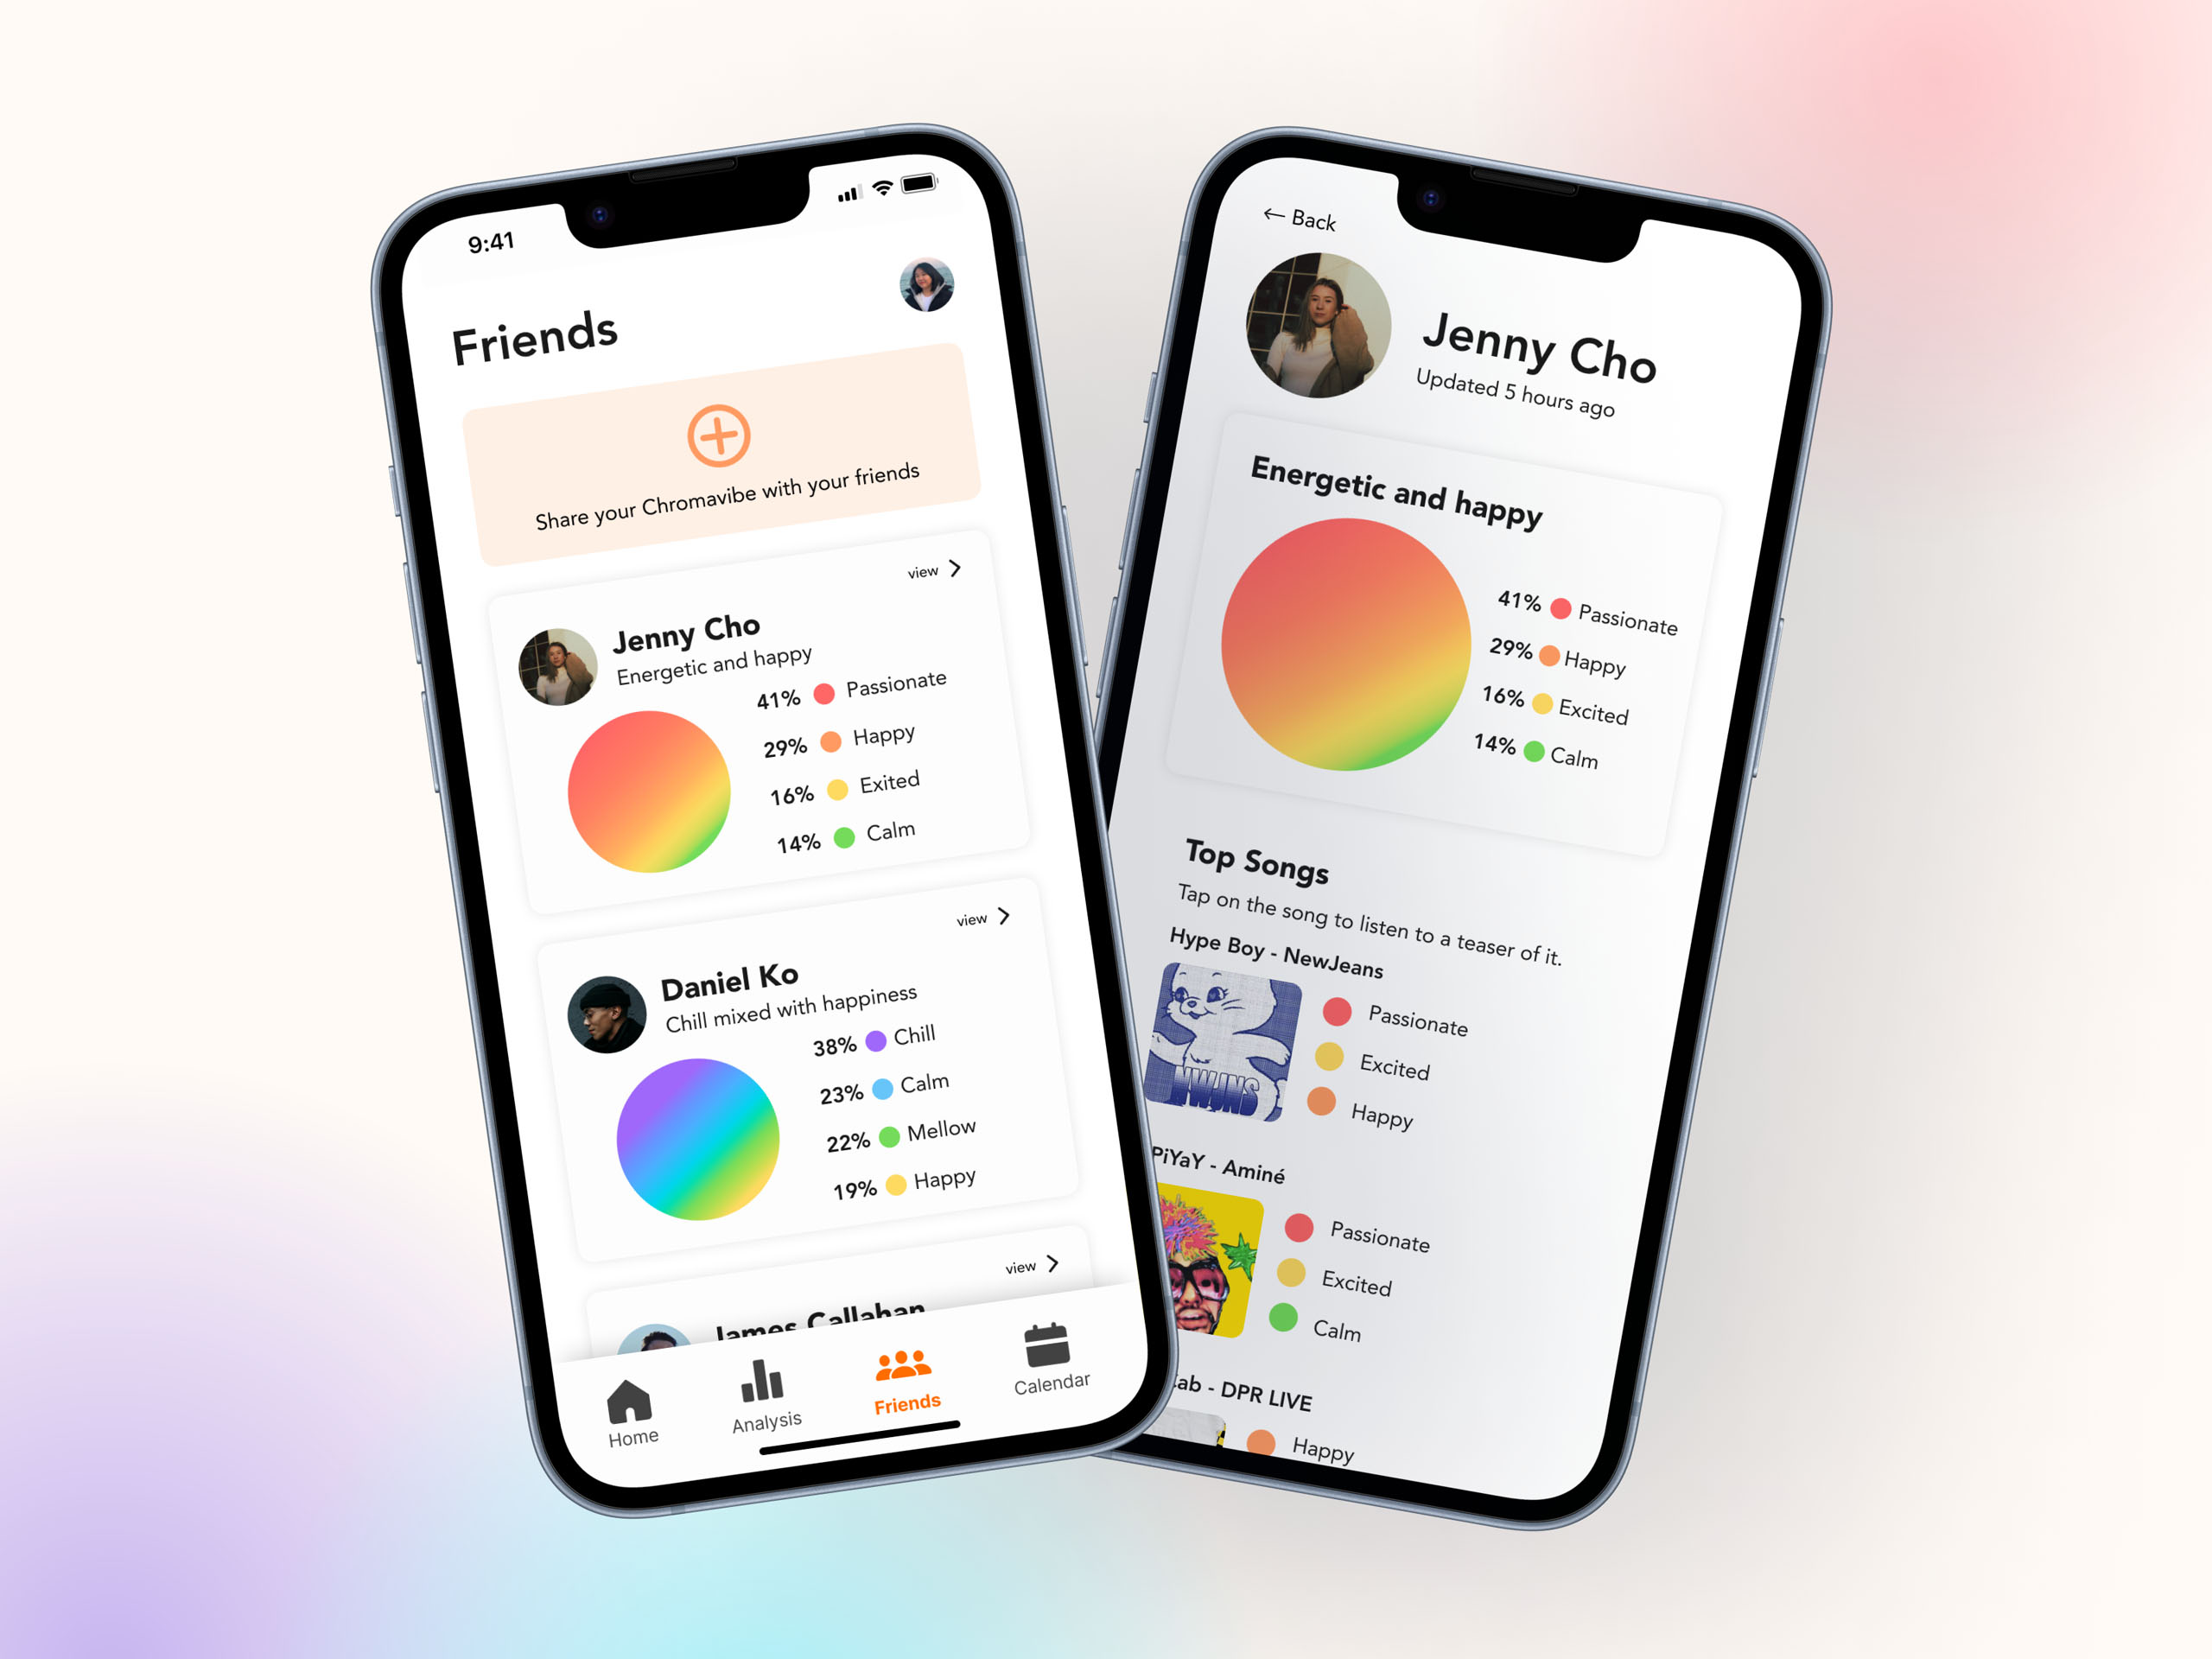 9:41
Friends
Share your Chromavibe with your friends
view
Jenny Cho
Energetic and happy
41% Passionate
29% Happy
16% Exited
14% Calm
view
Daniel Ko
Chill mixed with happiness
38% Chill
23% Calm
22% Mellow
19% Happy
view
James Callahan
Home
Analysis
Friends
Calendar
← Back
Jenny Cho
Updated 5 hours ago
Energetic and happy
41% Passionate
29% Happy
16% Excited
14% Calm
Top Songs
Tap on the song to listen to a teaser of it.
Hype Boy - NewJeans
NWJNS
Passionate
Excited
Happy
PiYaY - Aminé
Passionate
Excited
Calm
- DPR LIVE
Happy